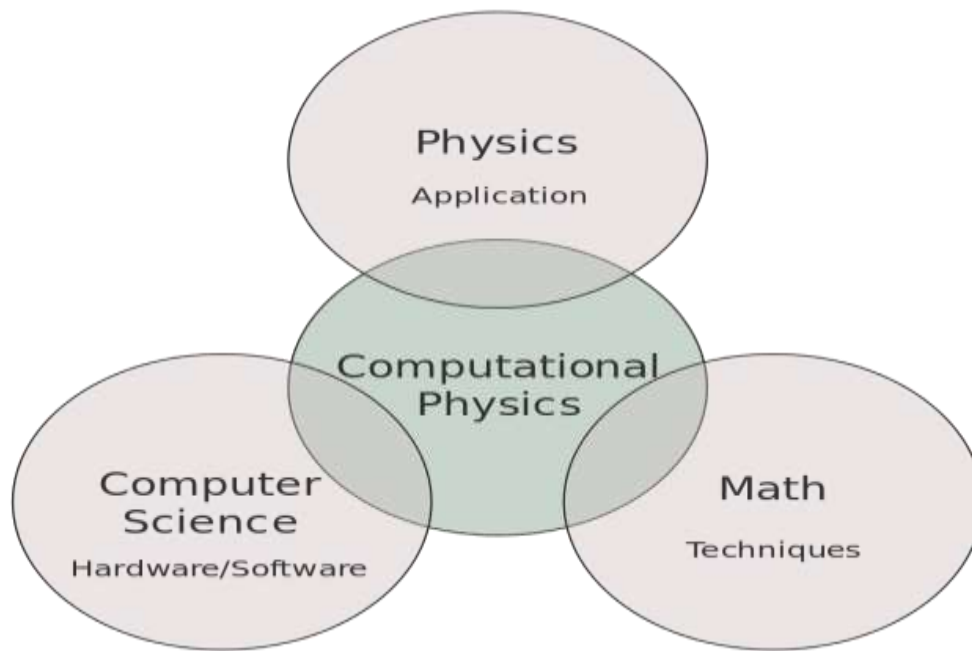 Physics
Application
Computational
Physics
Computer
Science
Hardware/Software
Math
Techniques